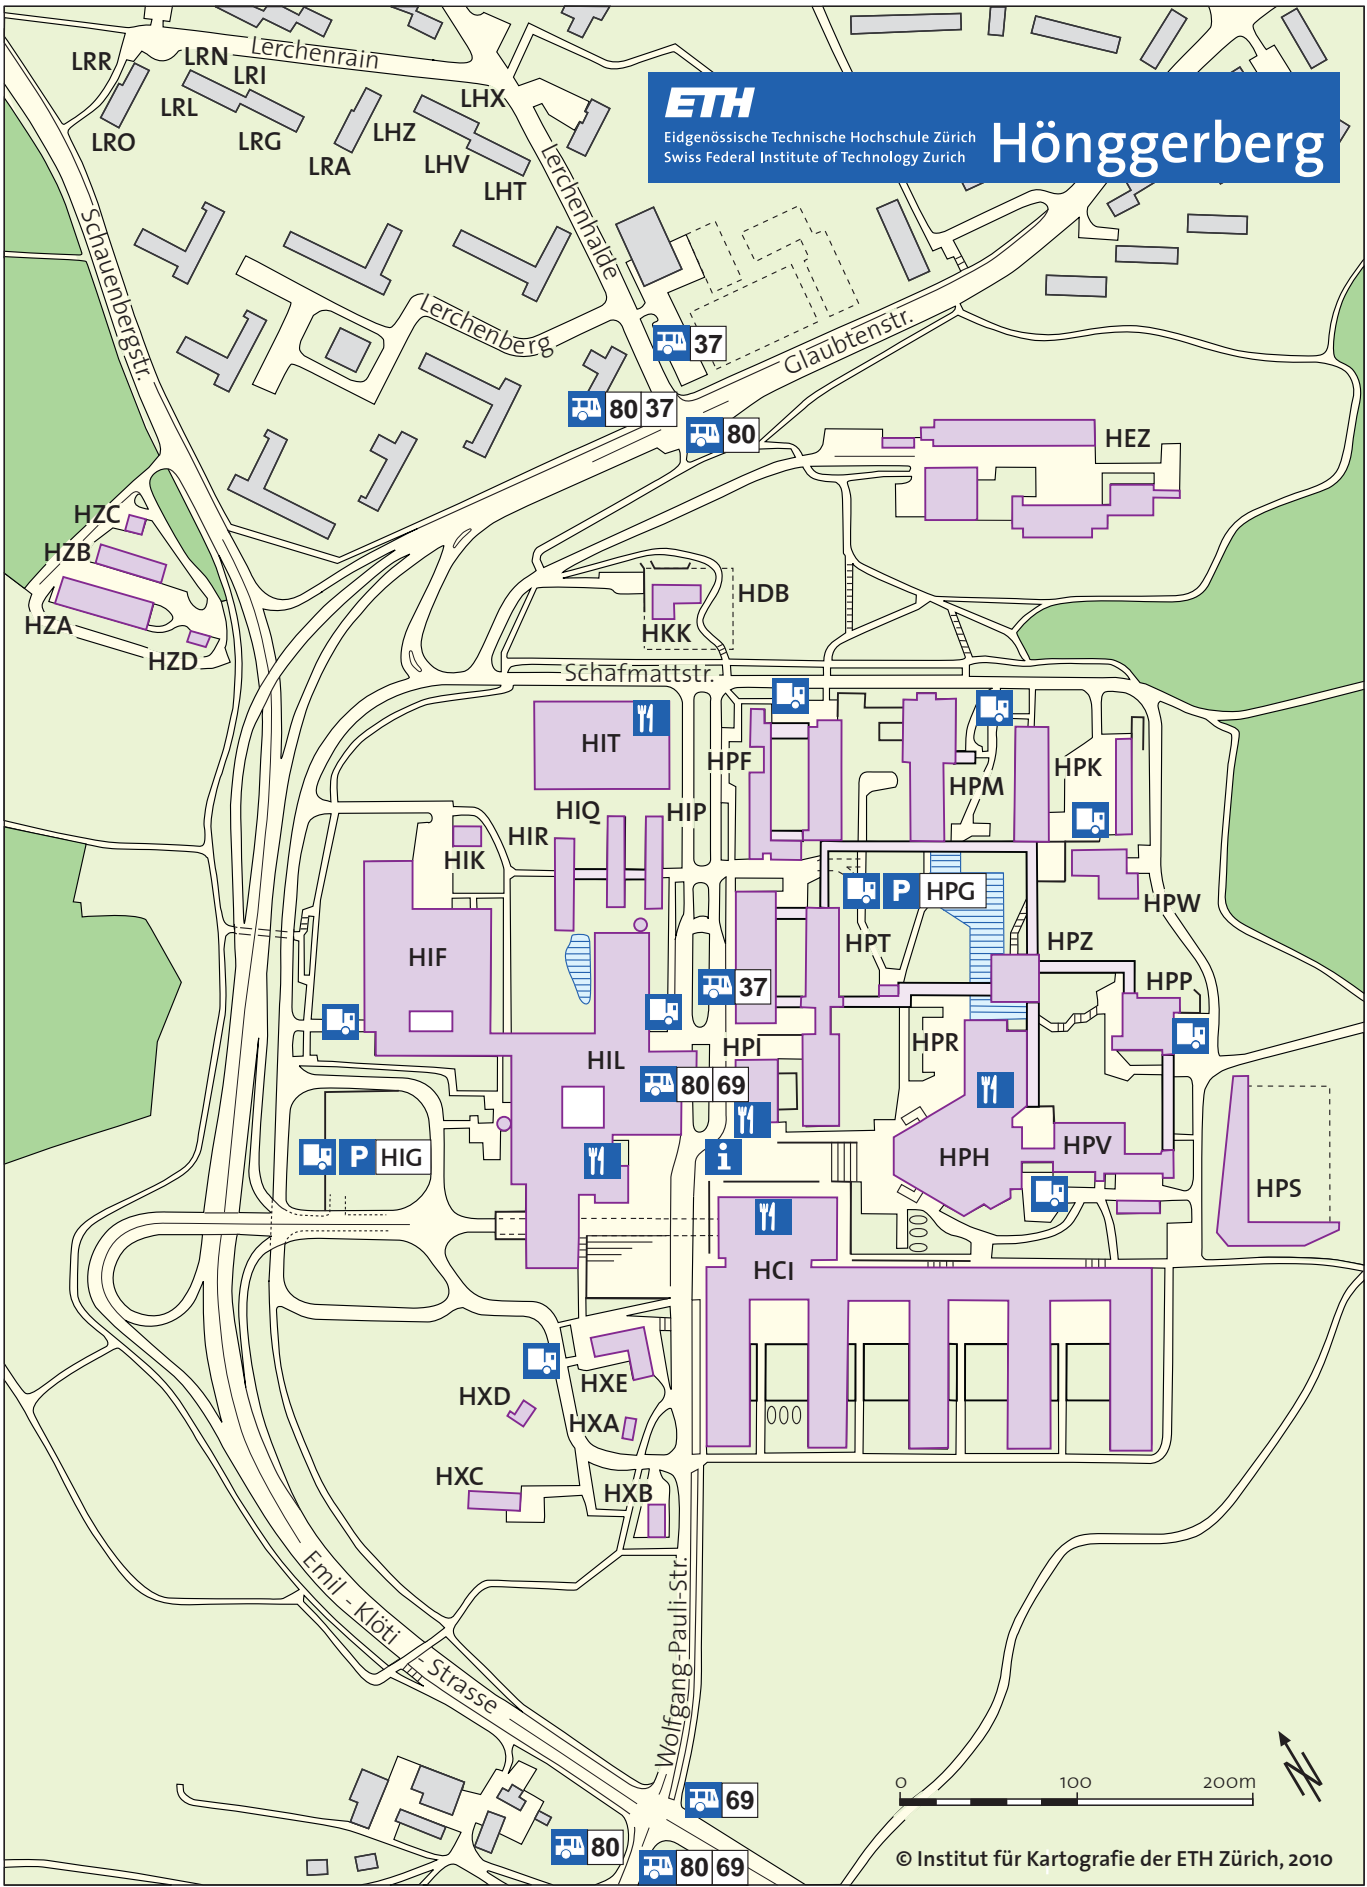 ETH
Eidgenössische Technische Hochschule Zürich
Swiss Federal Institute of Technology Zurich
Hönggerberg
Lerchenrain
LRR
LRN
LRI
LRL
LRG
LRO
LRA
LHZ
LHX
LHV
LHT
Lerchenhalde
Schauenbergstr.
Lerchenberg
37
Glaubtenstr.
80 37
80
HEZ
HZC
HZB
HZA
HZD
HDB
HKK
Schafmattstr.
HIT
HPF
HPM
HPK
HIQ
HIP
HIR
HIK
HPW
P HPG
HPT
HPZ
HIF
37
HPP
HIL
HPI
HPR
80 69
P HIG
i
HPH
HPV
HPS
HCI
HXE
HXD
HXA
HXC
HXB
Emil - Klöti
- Strasse
Wolfgang-Pauli-Str.
69
80
80 69
0 100 200m
N
© Institut für Kartografie der ETH Zürich, 2010